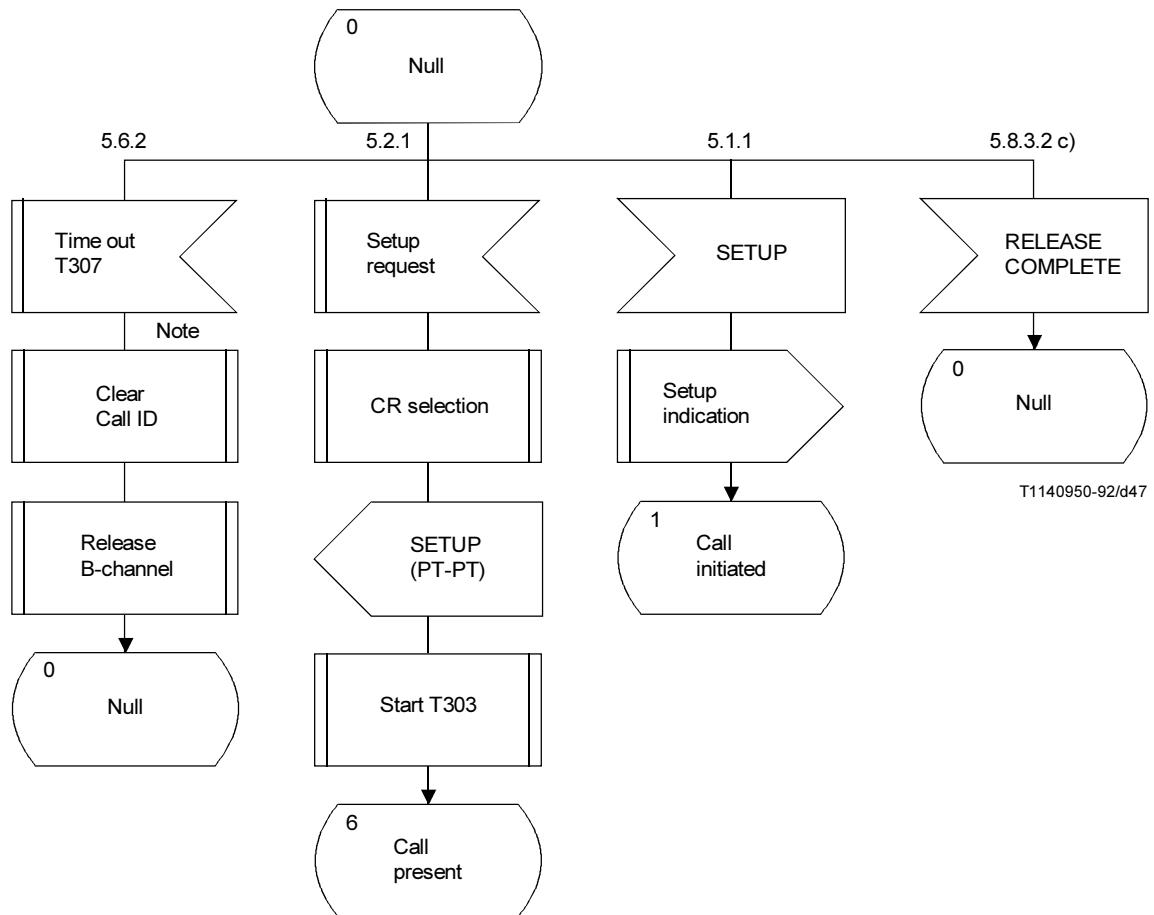 0
Null
5.6.2
5.2.1
5.1.1
5.8.3.2 c)
Time out
T307
Setup
request
SETUP
RELEASE
COMPLETE
Note
Clear
Call ID
CR selection
Setup
indication
0
Null
T1140950-92/d47
Release
B-channel
SETUP
(PT-PT)
1
Call
initiated
0
Null
Start T303
6
Call
present